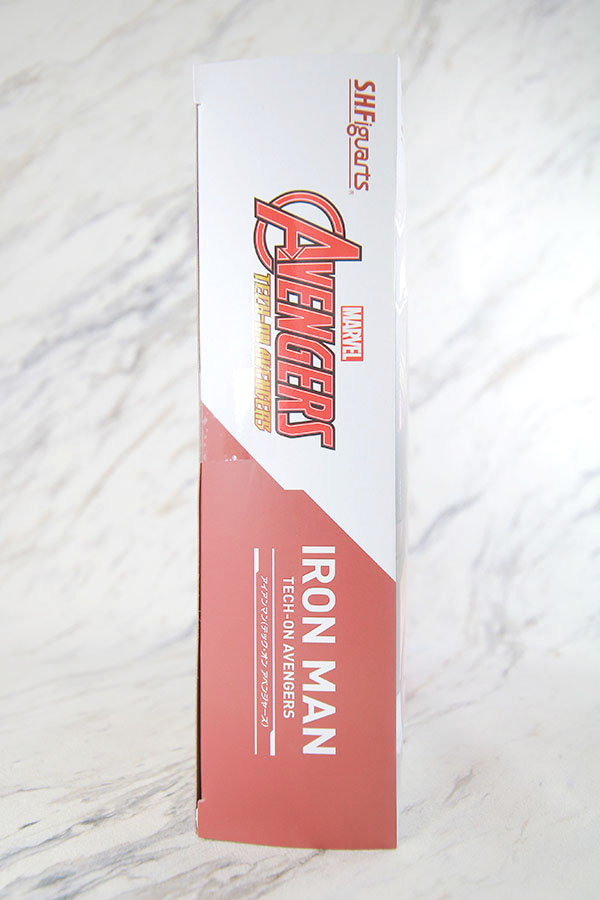 S.H.Figuarts
MARVEL
AVENGERS
TECH-ON AVENGERS
IRON MAN
TECH-ON AVENGERS
アイアンマン(テック・オン アベンジャーズ)